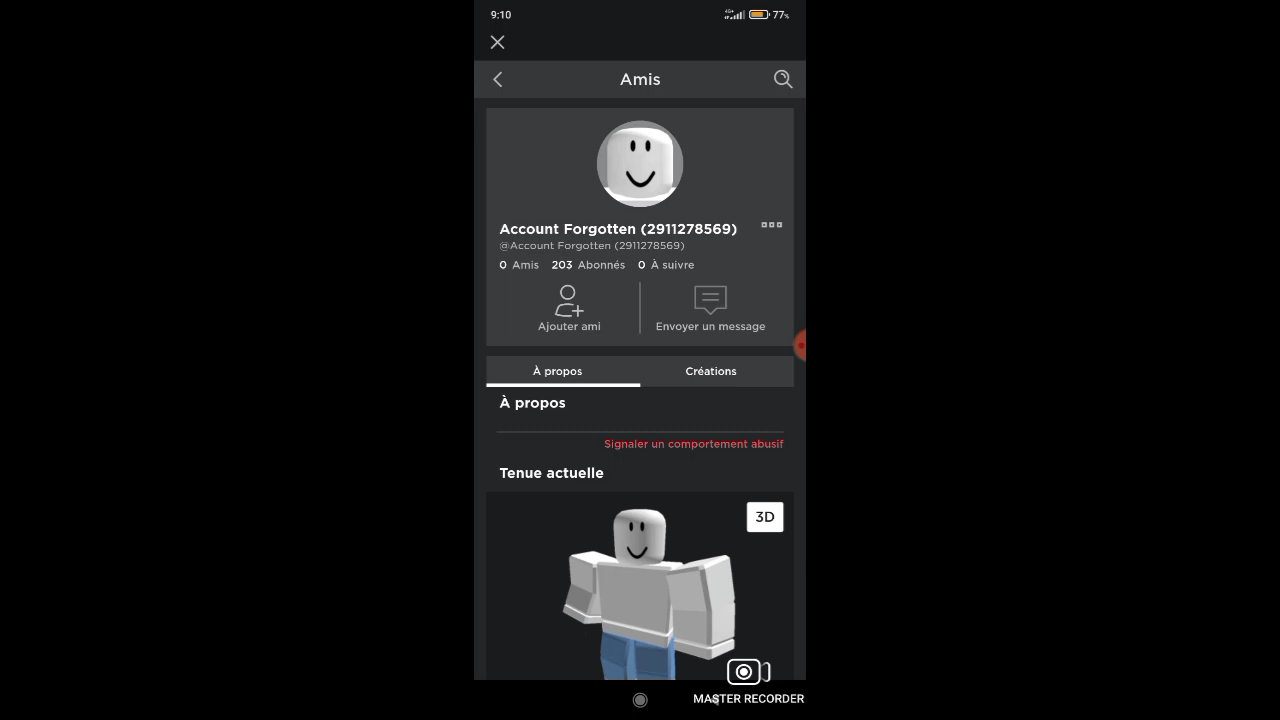 9:10
4G+
77%
Amis
Account Forgotten (2911278569)
@Account Forgotten (2911278569)
0 Amis 203 Abonnés 0 À suivre
Ajouter ami
Envoyer un message
À propos
Créations
À propos
Signaler un comportement abusif
Tenue actuelle
3D
MASTER RECORDER